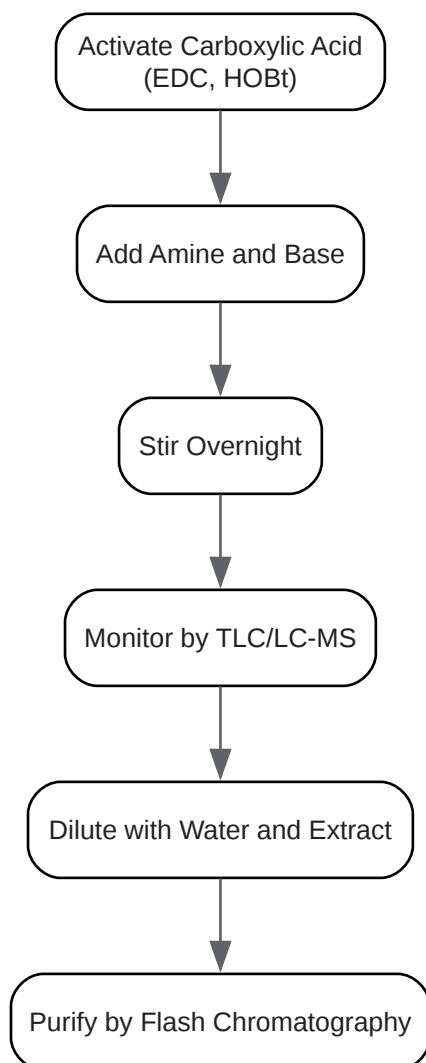 Activate Carboxylic Acid
(EDC, HOBt)
Add Amine and Base
Stir Overnight
Monitor by TLC/LC-MS
Dilute with Water and Extract
Purify by Flash Chromatography